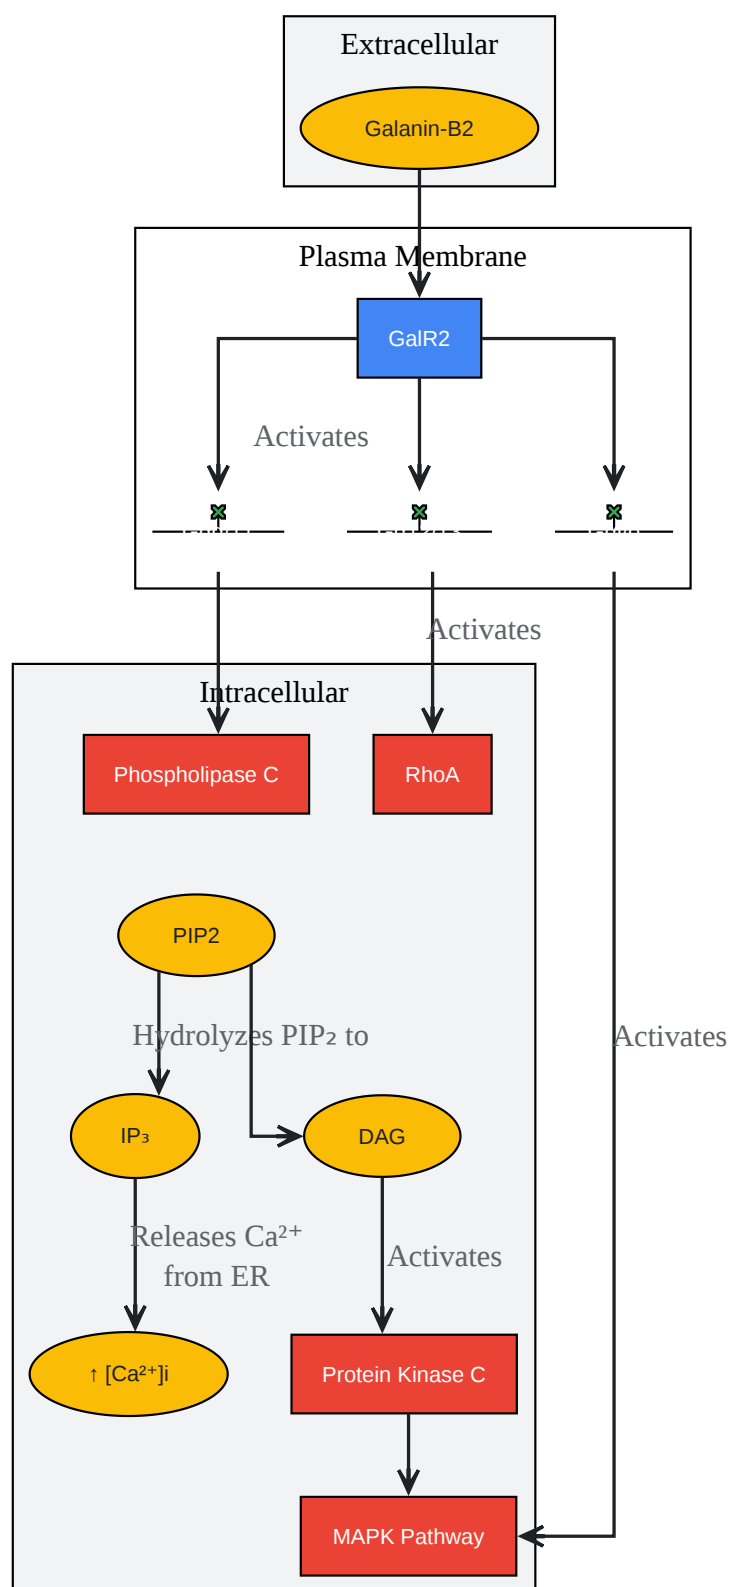 Extracellular
Galanin-B2
Plasma Membrane
GalR2
Activates
Activates
Intracellular
Phospholipase C
RhoA
PIP2
Hydrolyzes PIP₂ to
Activates
IP₃
DAG
Releases Ca²⁺
from ER
Activates
↑ [Ca²⁺]i
Protein Kinase C
MAPK Pathway